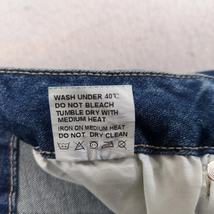 WASH UNDER 40℃
DO NOT BLEACH
TUMBLE DRY WITH
MEDIUM HEAT
IRON ON MEDIUM HEAT
DO NOT DRY CLEAN